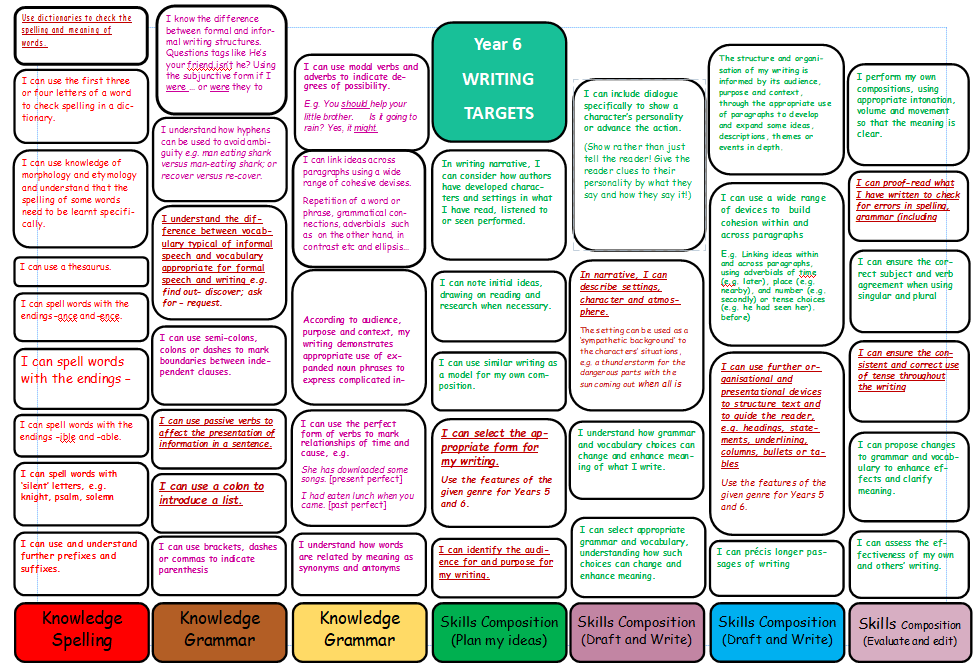 Use dictionaries to check the
spelling and meaning of
words.
I can use the first three
or four letters of a word
to check spelling in a dic-
tionary.
I can use knowledge of
morphology and etymology
and understand that the
spelling of some words
need to be learnt specifi-
cally.
I can use a thesaurus.
I can spell words with the
endings -ance and -ence.
I can spell words
with the endings –
I can spell words with the
endings -ible and -able.
I can spell words with
'silent' letters, e.g.
knight, psalm, solemn
I can use and understand
further prefixes and
suffixes.
Knowledge
Spelling
I know the difference
between formal and infor-
mal writing structures.
Questions tags like He's
your friend,isn't he? Using
the subjunctive form if I
were … or were they to
I understand how hyphens
can be used to avoid ambi-
guity e.g. man eating shark
versus man-eating shark; or
recover versus re-cover.
I understand the dif-
ference between vocab-
ulary typical of informal
speech and vocabulary
appropriate for formal
speech and writing e.g.
find out- discover; ask
for - request.
I can use semi-colons,
colons or dashes to mark
boundaries between inde-
pendent clauses.
I can use passive verbs to
affect the presentation of
information in a sentence.
I can use a colon to
introduce a list.
I can use brackets, dashes
or commas to indicate
parenthesis
Knowledge
Grammar
I can use modal verbs and
adverbs to indicate de-
grees of possibility.
E.g. You should help your
little brother. Is it going to
rain? Yes, it might.
I can link ideas across
paragraphs using a wide
range of cohesive devises.
Repetition of a word or
phrase, grammatical con-
nections, adverbials such
as on the other hand, in
contrast etc and ellipsis…
According to audience,
purpose and context, my
writing demonstrates
appropriate use of ex-
panded noun phrases to
express complicated in-
I can use the perfect
form of verbs to mark
relationships of time and
cause, e.g.
She has downloaded some
songs. [present perfect]
I had eaten lunch when you
came. [past perfect]
I understand how words
are related by meaning as
synonyms and antonyms
Knowledge
Grammar
Year 6
WRITING
TARGETS
In writing narrative, I
can consider how authors
have developed charac-
ters and settings in what
I have read, listened to
or seen performed.
I can note initial ideas,
drawing on reading and
research when necessary.
I can use similar writing as
a model for my own com-
position.
I can select the ap-
propriate form for
my writing.
Use the features of the
given genre for Years 5
and 6.
I can identify the audi-
ence for and purpose for
my writing.
Skills Composition
(Plan my ideas)
I can include dialogue
specifically to show a
character's personality
or advance the action.
(Show rather than just
tell the reader! Give the
reader clues to their
personality by what they
say and how they say it!)
In narrative, I can
describe settings,
character and atmos-
phere.
The setting can be used as a
'sympathetic background' to
the characters' situations,
e.g. a thunderstorm for the
dangerous parts with the
sun coming out when all is
I understand how grammar
and vocabulary choices can
change and enhance mean-
ing of what I write.
I can select appropriate
grammar and vocabulary,
understanding how such
choices can change and
enhance meaning.
Skills Composition
(Draft and Write)
The structure and organi-
sation of my writing is
informed by its audience,
purpose and context,
through the appropriate use
of paragraphs to develop
and expand some ideas,
descriptions, themes or
events in depth.
I can use a wide range
of devices to build
cohesion within and
across paragraphs
E.g. Linking ideas within
and across paragraphs,
using adverbials of time
(e.g. later), place (e.g.
nearby), and number (e.g.
secondly) or tense choices
(e.g. he had seen her).
before)
I can use further or-
ganisational and
presentational devices
to structure text and
to guide the reader,
e.g. headings, state-
ments, underlining,
columns, bullets or ta-
bles
Use the features of the
given genre for Years 5
and 6.
I can précis longer pas-
sages of writing
Skills Composition
(Draft and Write)
I perform my own
compositions, using
appropriate intonation,
volume and movement
so that the meaning is
clear.
I can proof-read what
I have written to check
for errors in spelling,
grammar (including
I can ensure the cor-
rect subject and verb
agreement when using
singular and plural
I can ensure the con-
sistent and correct use
of tense throughout
the writing
I can propose changes
to grammar and vocab-
ulary to enhance ef-
fects and clarify
meaning.
I can assess the ef-
fectiveness of my own
and others' writing.
Skills Composition
(Evaluate and edit)